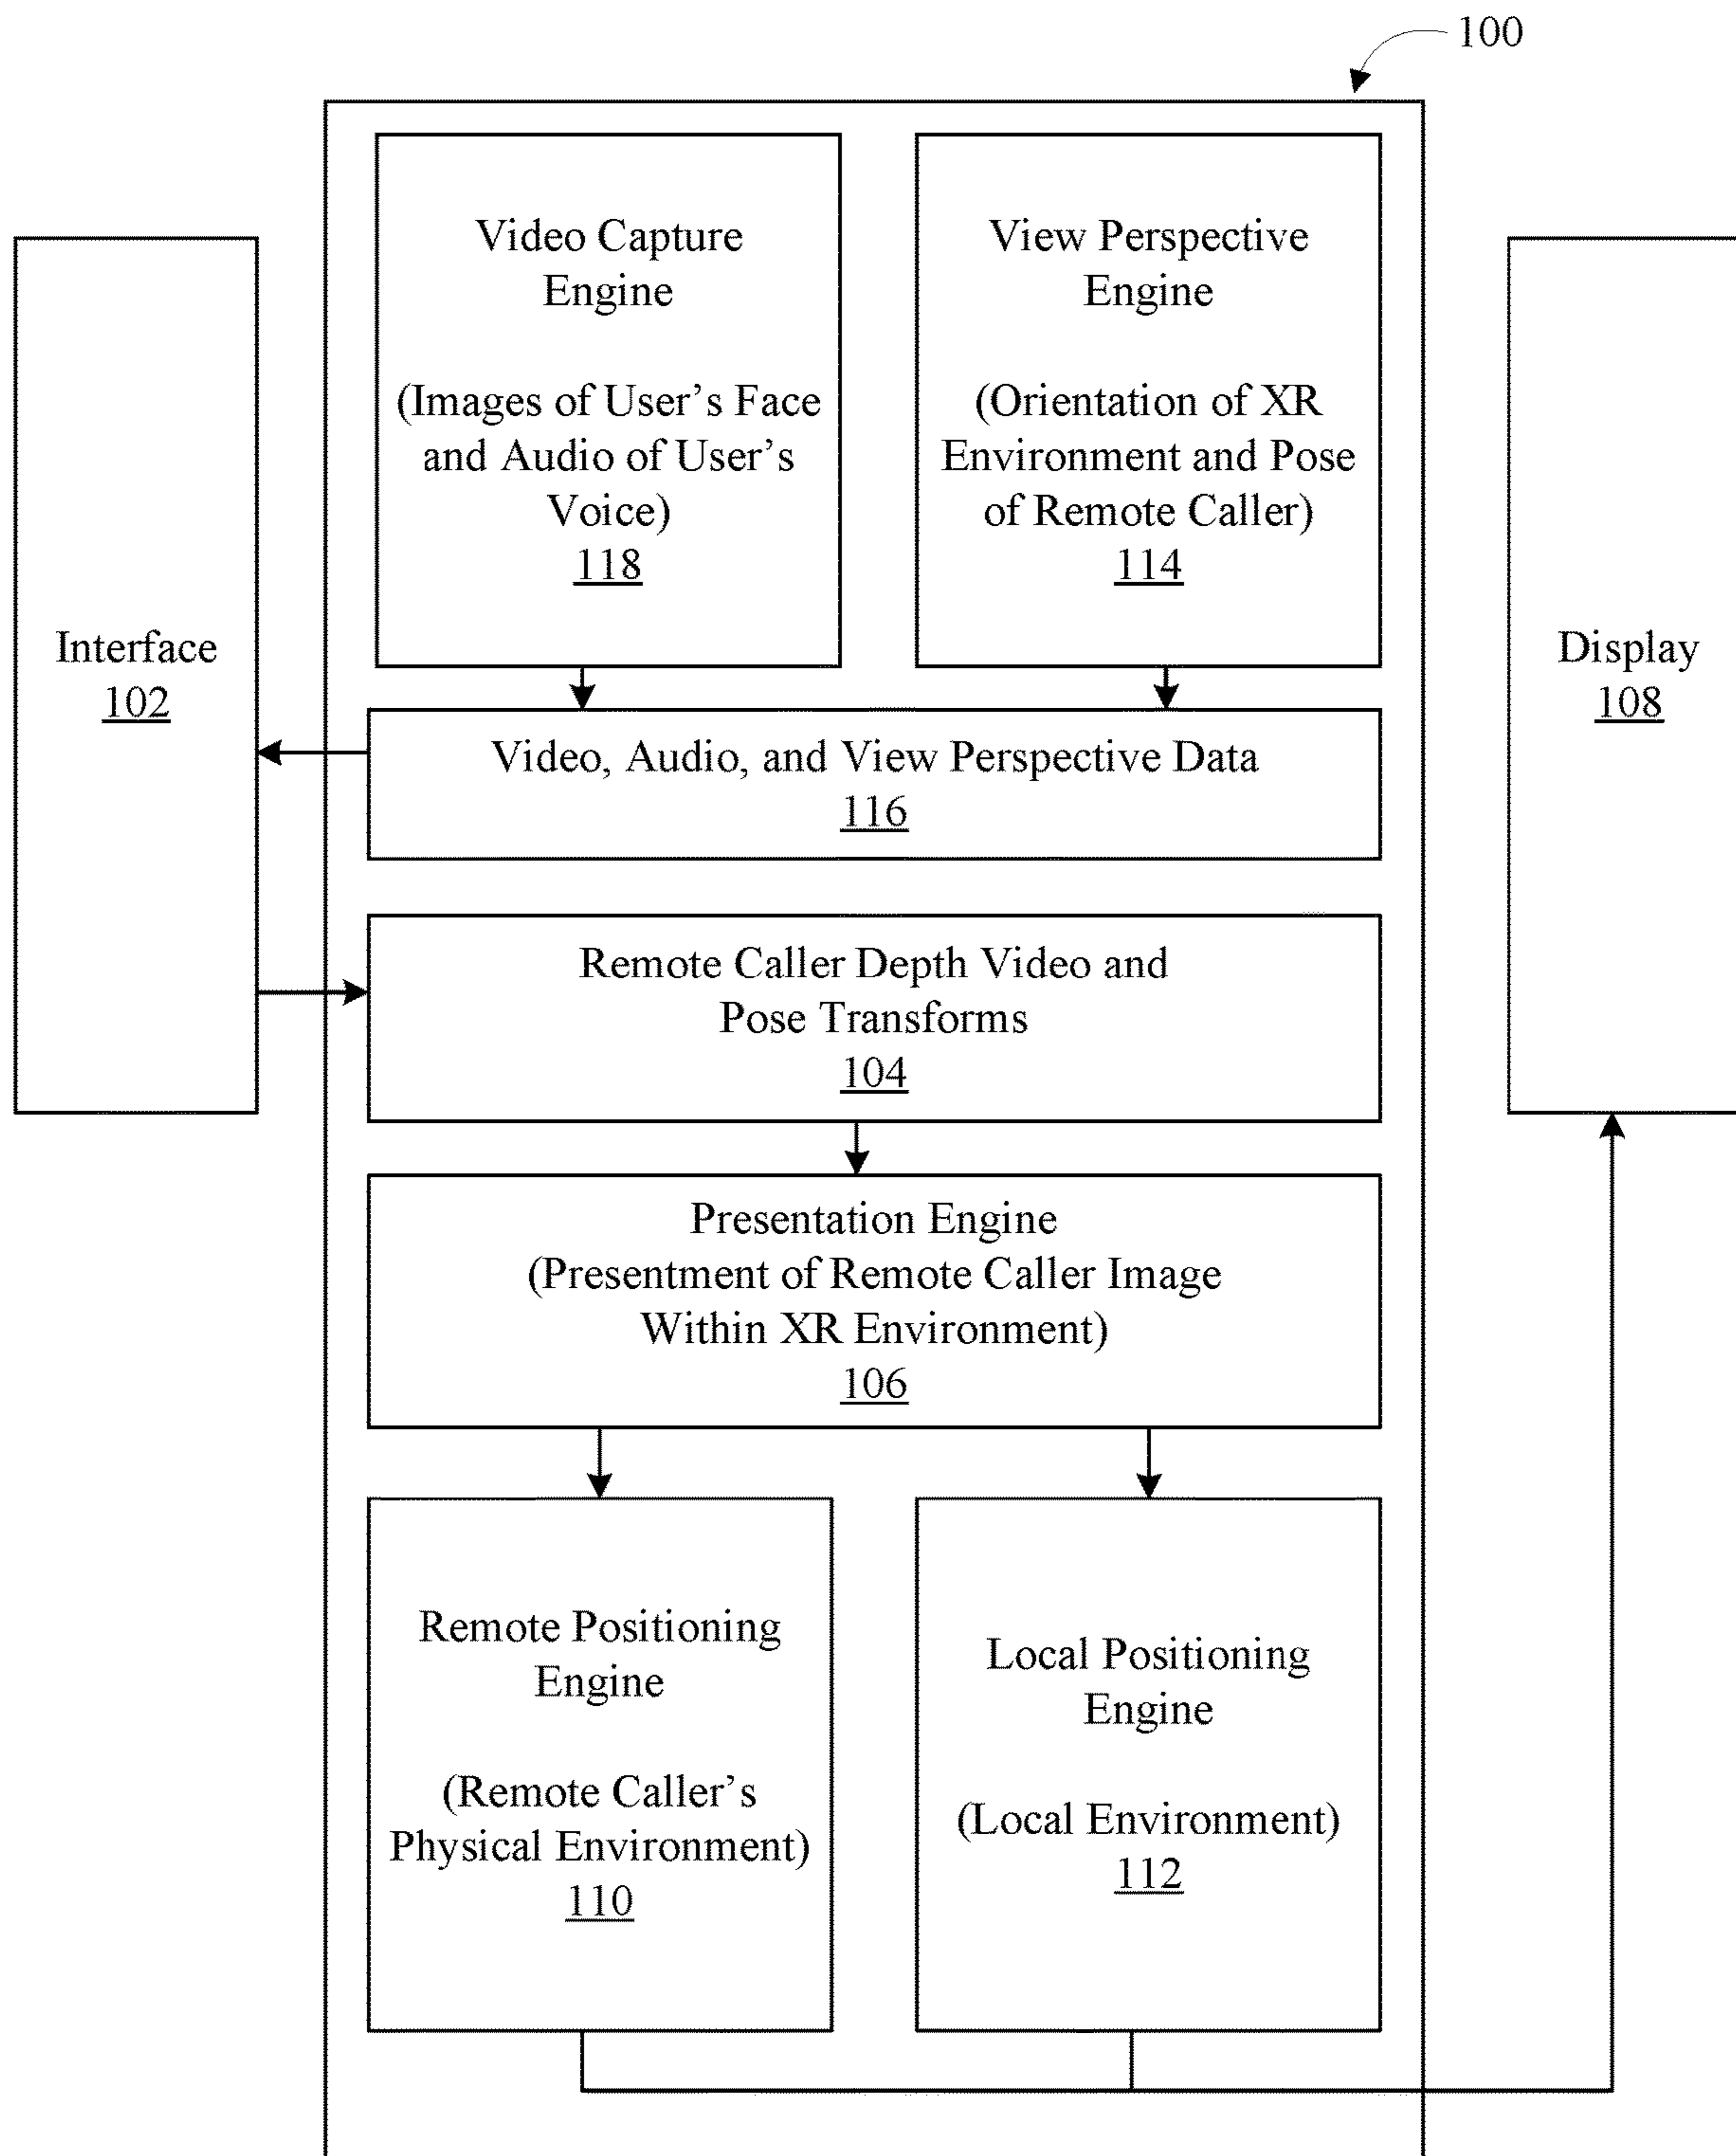 100
Video Capture
Engine
(Images of User's Face
and Audio of User's
Voice)
118
View Perspective
Engine
(Orientation of XR
Environment and Pose
of Remote Caller)
114
Interface
102
Display
108
Video, Audio, and View Perspective Data
116
Remote Caller Depth Video and
Pose Transforms
104
Presentation Engine
(Presentment of Remote Caller Image
Within XR Environment)
106
Remote Positioning
Engine
(Remote Caller's
Physical Environment)
110
Local Positioning
Engine
(Local Environment)
112